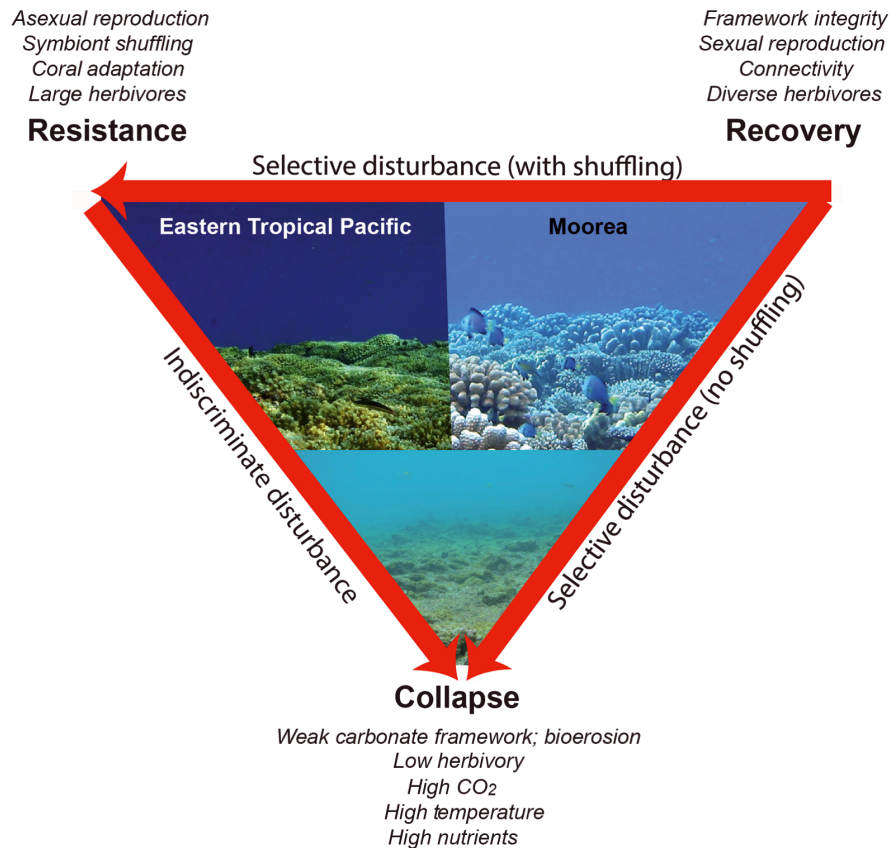 Asexual reproduction
Symbiont shuffling
Coral adaptation
Large herbivores
Resistance
Framework integrity
Sexual reproduction
Connectivity
Diverse herbivores
Recovery
Selective disturbance (with shuffling)
Eastern Tropical Pacific
Moorea
Indiscriminate disturbance
Selective disturbance (no shuffling)
Collapse
Weak carbonate framework; bioerosion
Low herbivory
High CO₂
High temperature
High nutrients